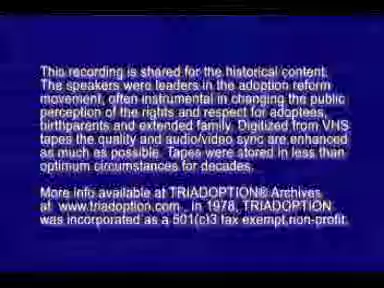 This recording is shared for the historical content.
The speakers were leaders in the adoption reform
movement, often instrumental in changing the public
perception of the rights and respect for adoptees,
birthparents and extended family. Digitized from VHS
tapes the quality and audio/video sync are enhanced
as much as possible. Tapes were stored in less than
optimum circumstances for decades.
More info available at TRIADOPTION® Archives
at www.triadoption.com , In 1978, TRIADOPTION
was incorporated as a 501(c)3 tax exempt non-profit.